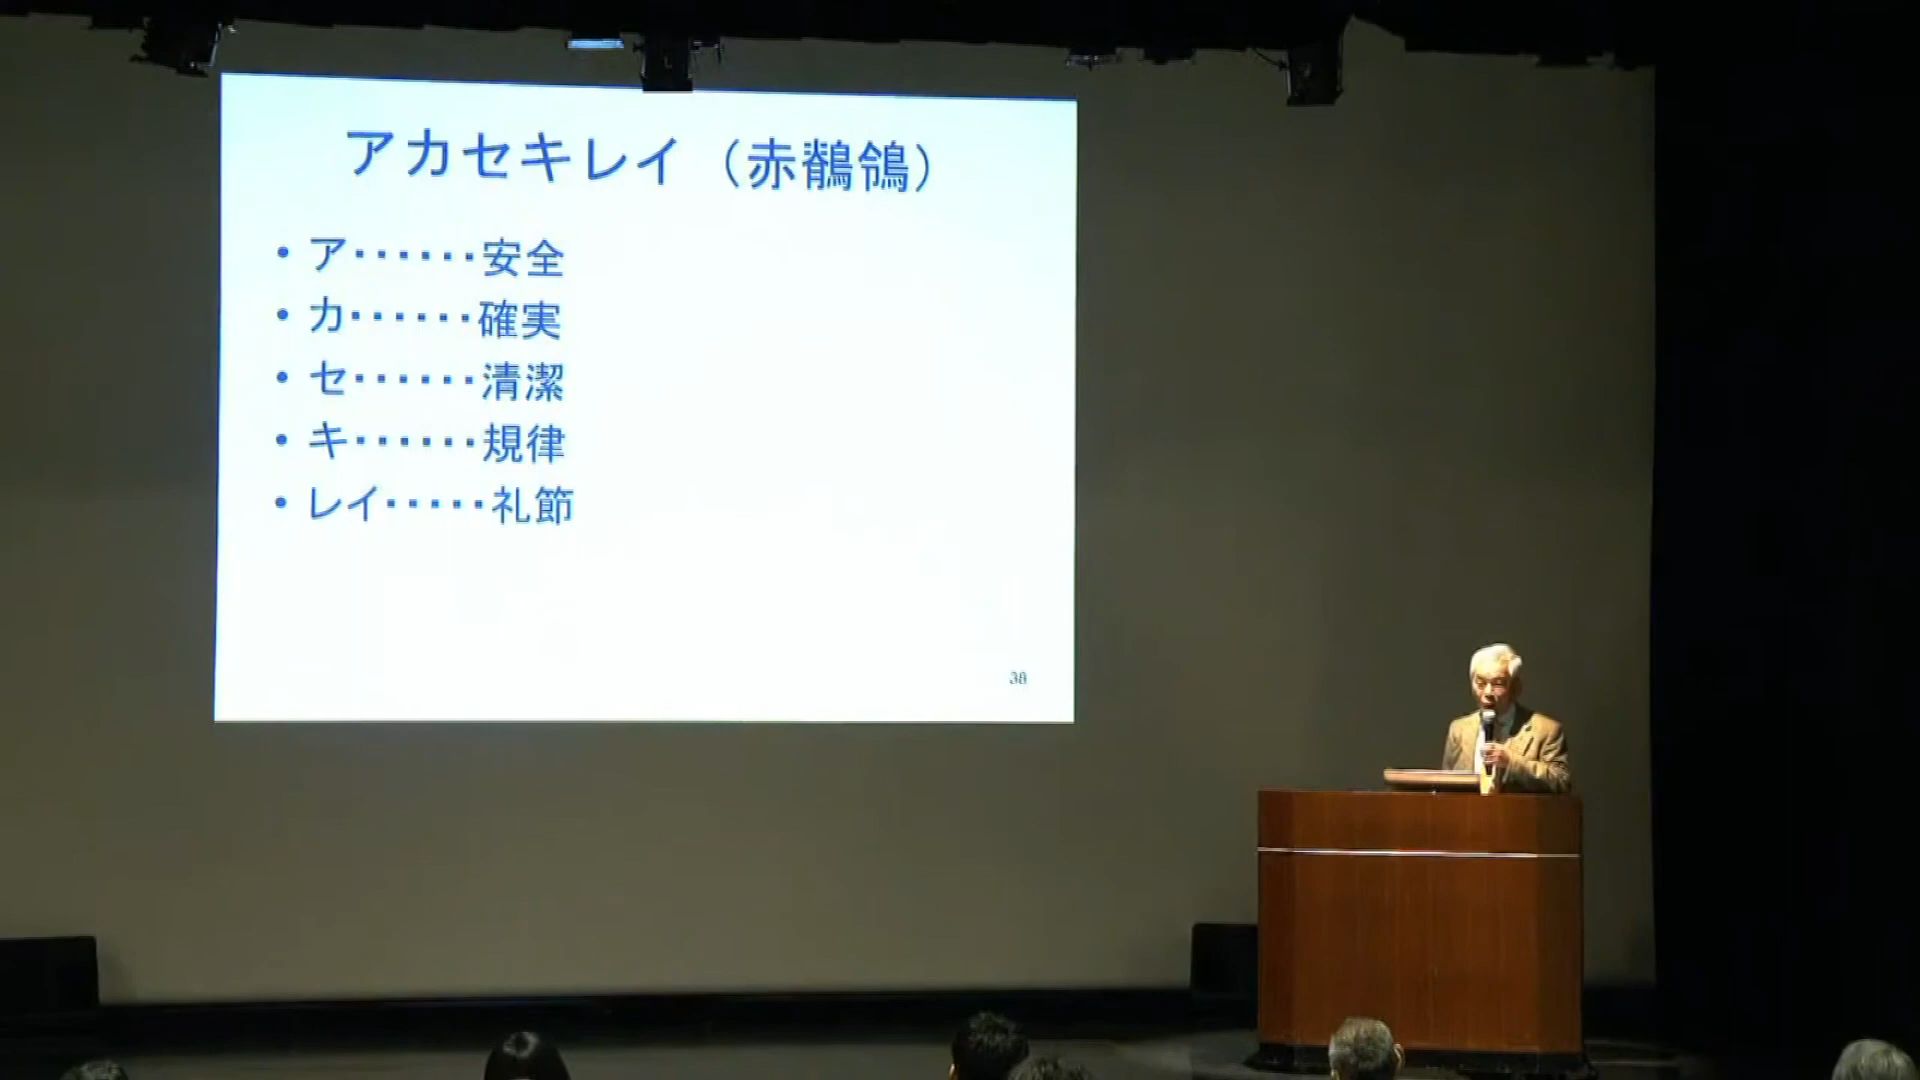 アカセキレイ（赤鶺鴒）
• ア‥‥‥安全
• カ‥‥‥確実
• セ‥‥‥清潔
• キ‥‥‥規律
• レイ‥‥・礼節
38